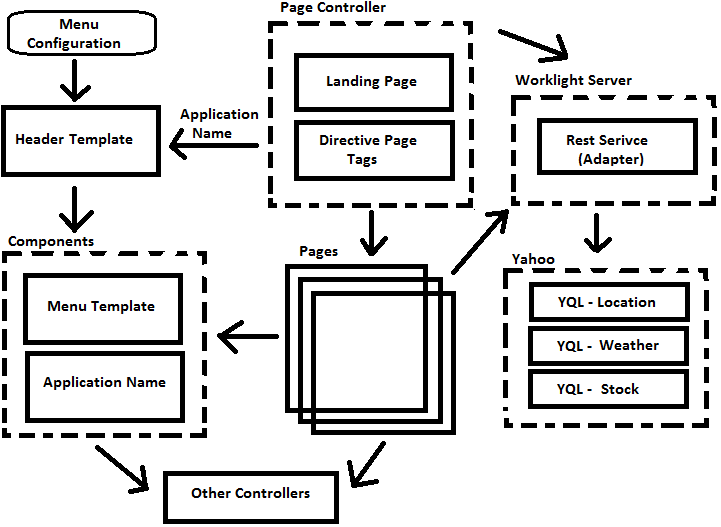 Menu
Configuration
Page Controller
Landing Page
Directive Page
Tags
Application
Name
Header Template
Worklight Server
Rest Serivce
(Adapter)
Components
Menu Template
Application Name
Pages
Yahoo
YQL - Location
YQL - Weather
YQL - Stock
Other Controllers